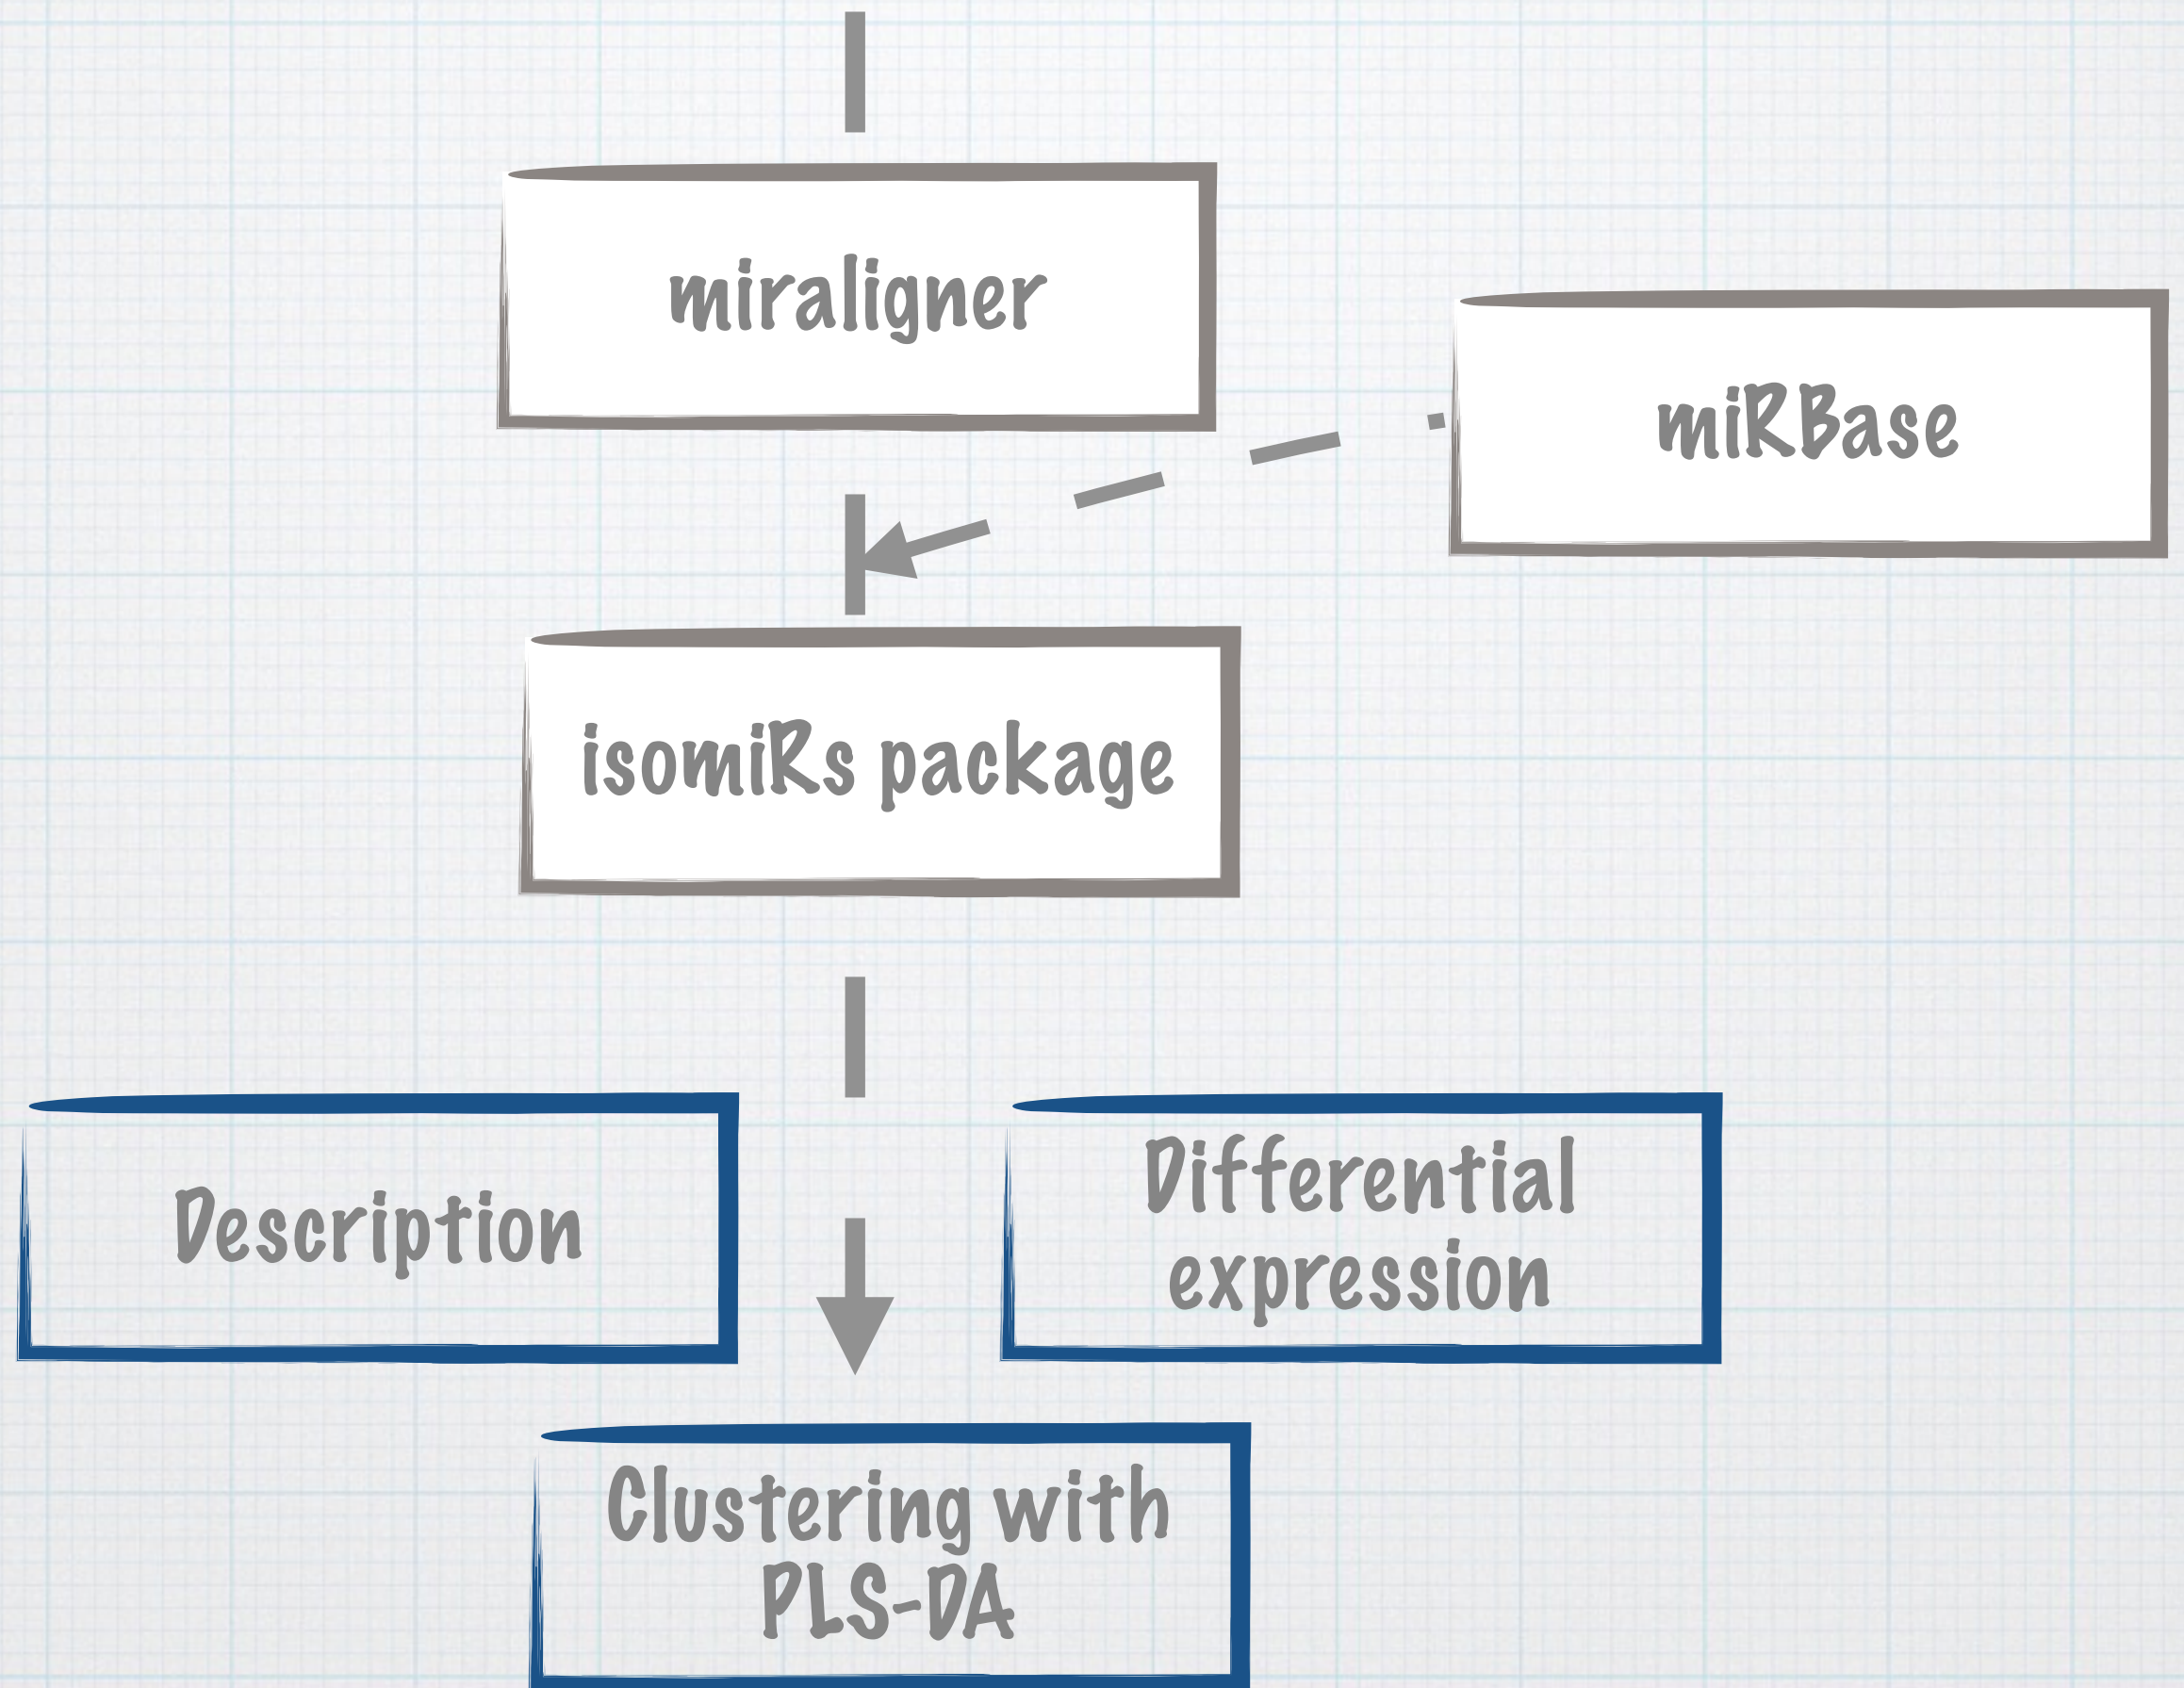 miraligner
miRBase
isomiRs package
Description
Differential
expression
Clustering with
PLS-DA